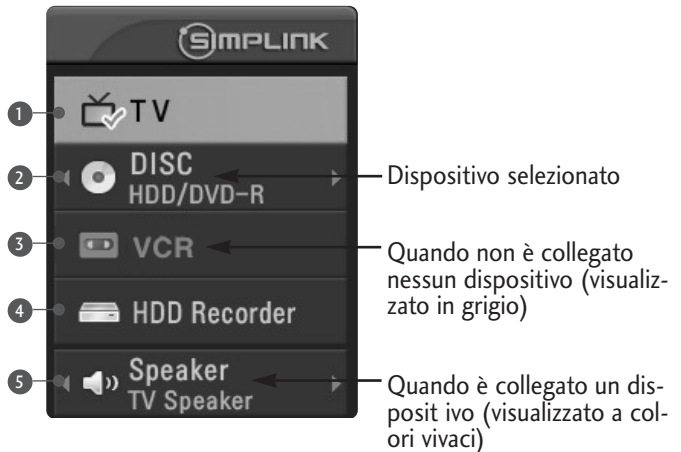 SIMPLINK
1 TV
2 DISC
HDD/DVD-R
Dispositivo selezionato
3 VCR
Quando non è collegato
nessun dispositivo (visualiz-
zato in grigio)
4 HDD Recorder
5 Speaker
TV Speaker
Quando è collegato un dis-
posit ivo (visualizzato a col-
ori vivaci)